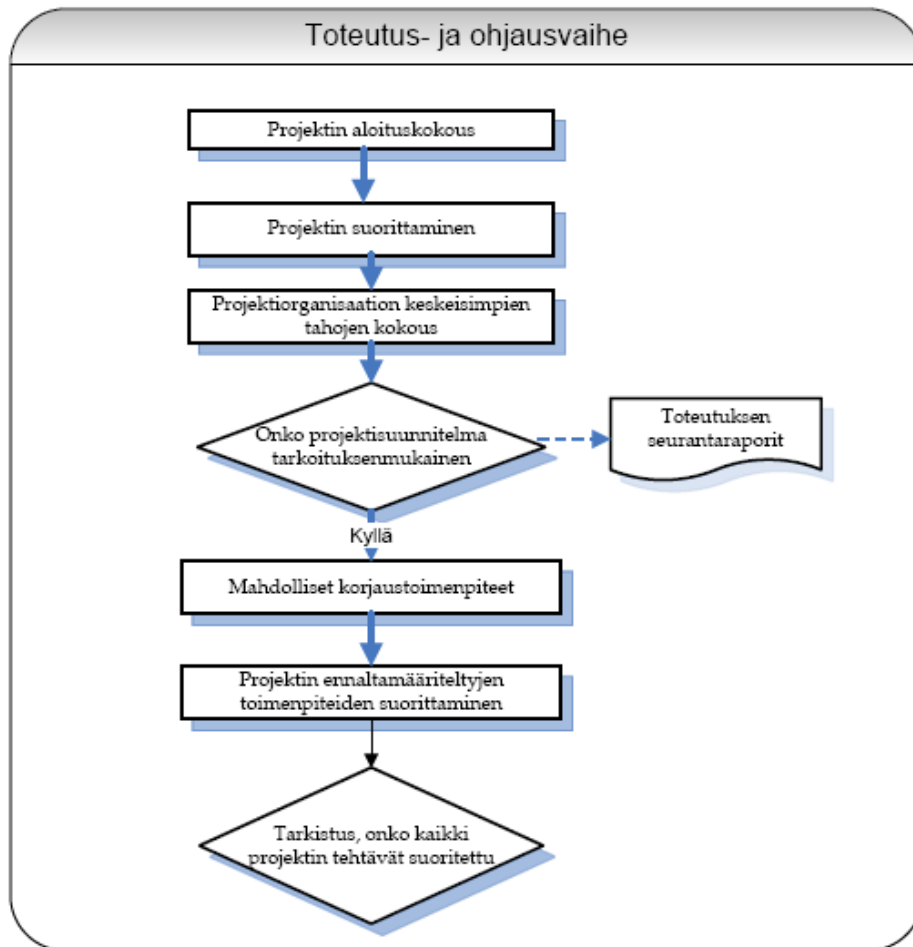 Toteutus- ja ohjausvaihe
Projektin aloituskokous
Projektin suorittaminen
Projektiorganisaation keskeisimpien
tahojen kokous
Onko projektisuunnitelma
tarkoituksenmukainen
Toteutuksen
seurantaraporit
Kyllä
Mahdolliset korjaustoimenpiteet
Projektin ennaltamääriteltyjen
toimenpiteiden suorittaminen
Tarkistus, onko kaikki
projektin tehtävät suoritettu